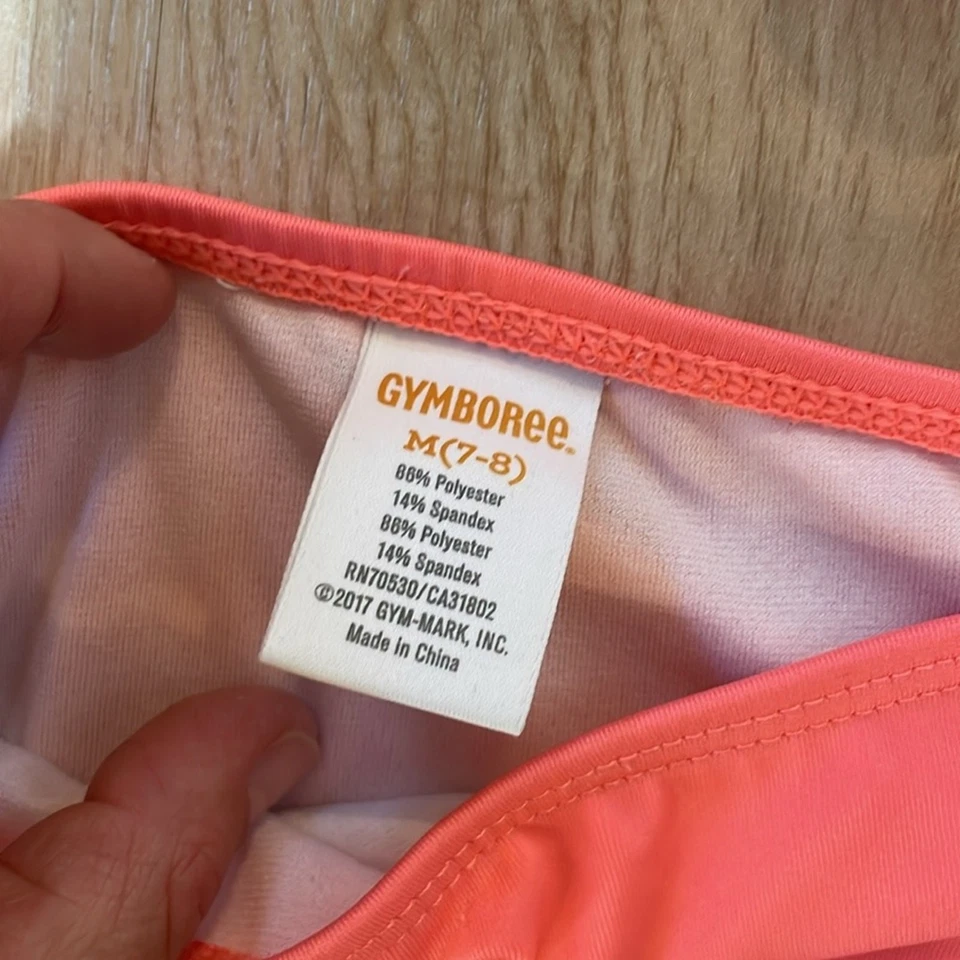 GYMBOREE®
M(7-8)
86% Polyester
14% Spandex
86% Polyester
14% Spandex
RN70530/CA31802
©2017 GYM-MARK, INC.
Made in China